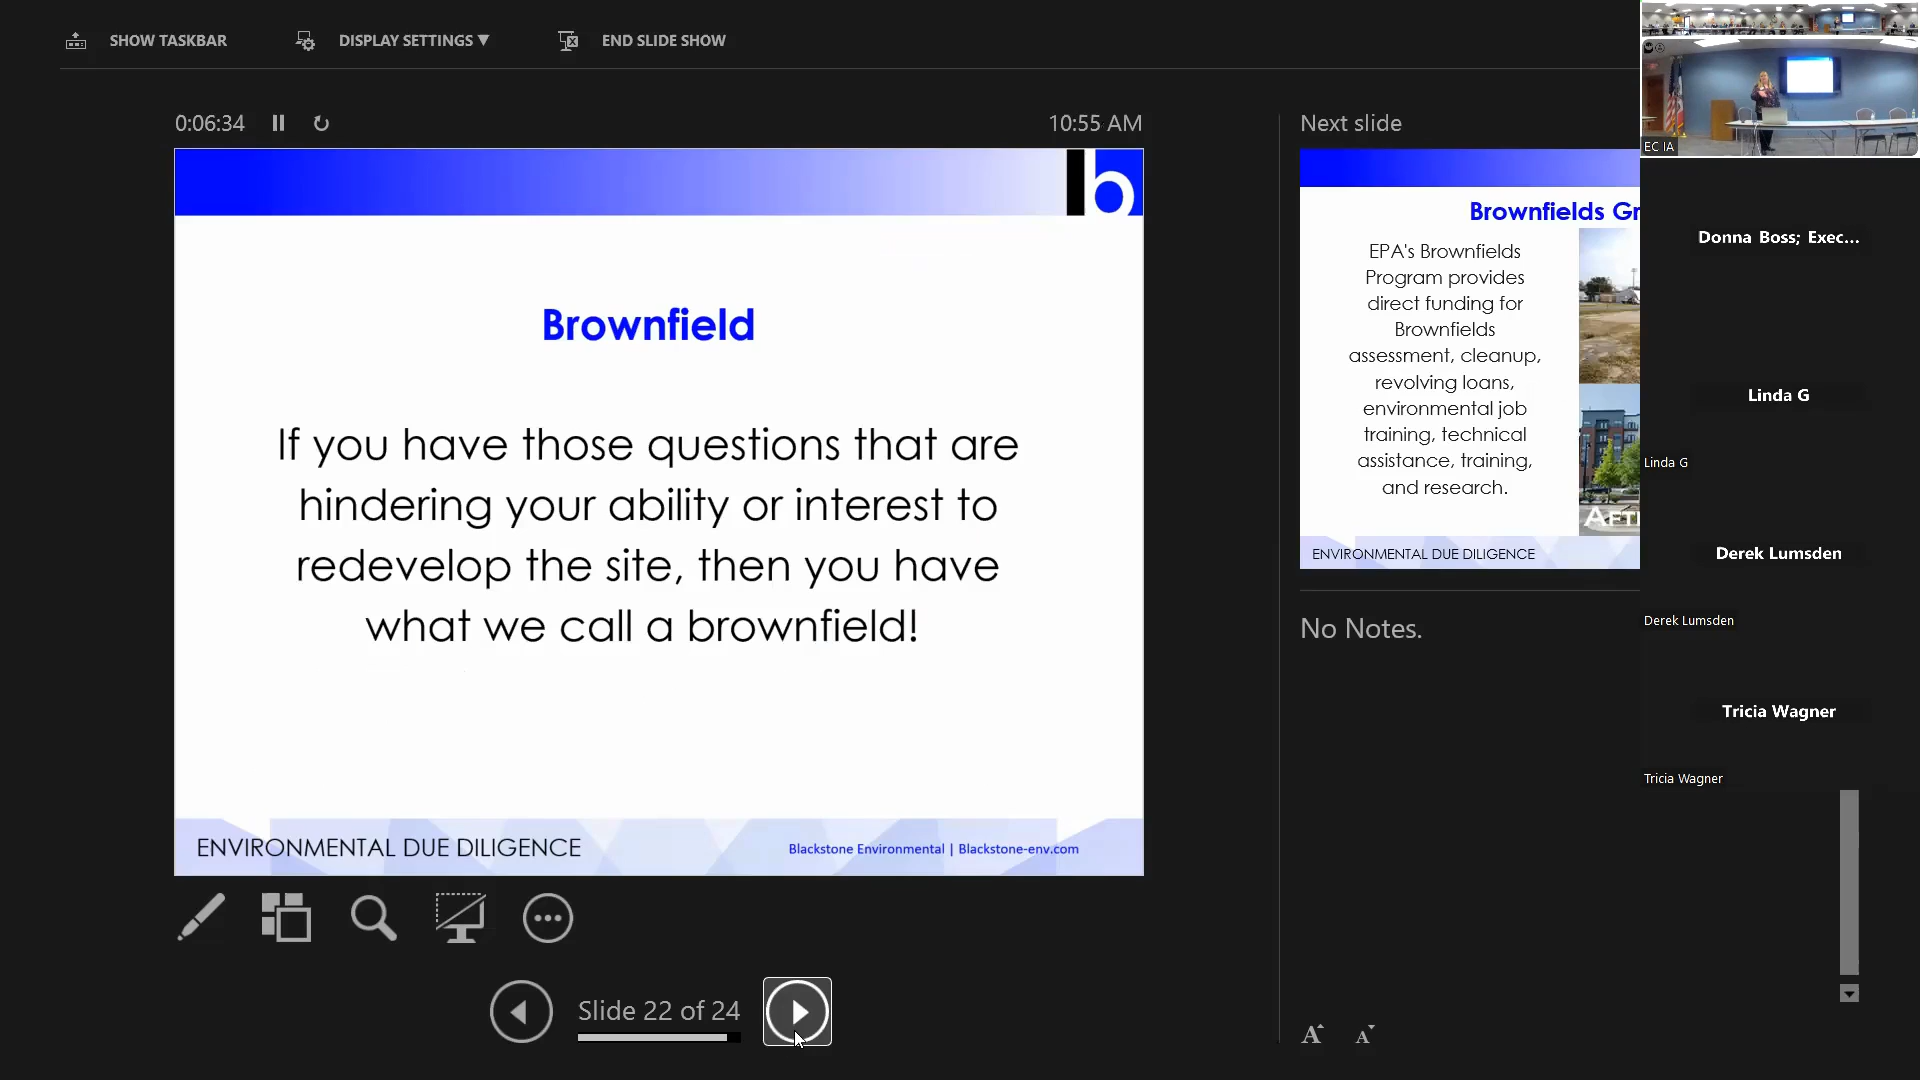 SHOW TASKBAR
DISPLAY SETTINGS ▼
END SLIDE SHOW
0:06:34
10:55 AM
b
Brownfield
If you have those questions that are
hindering your ability or interest to
redevelop the site, then you have
what we call a brownfield!
ENVIRONMENTAL DUE DILIGENCE
Blackstone Environmental | Blackstone-env.com
Slide 22 of 24
Next slide
Brownfields Gr
EPA's Brownfields
Program provides
direct funding for
Brownfields
assessment, cleanup,
revolving loans,
environmental job
training, technical
assistance, training,
and research.
AFT
ENVIRONMENTAL DUE DILIGENCE
No Notes.
A A
ECIA
Donna Boss; Exec...
Linda G
Linda G
Derek Lumsden
Derek Lumsden
Tricia Wagner
Tricia Wagner